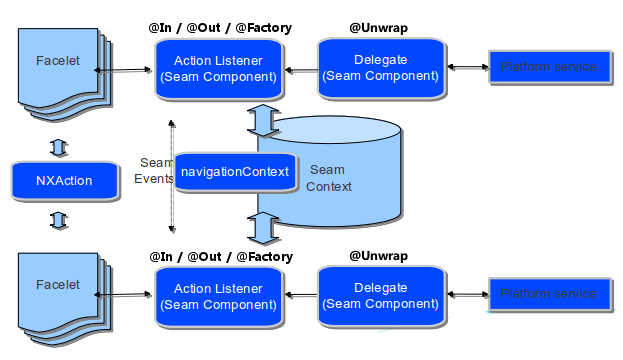 @In / @Out / @Factory
@Unwrap
Facelet
Action Listener
(Seam Component)
Delegate
(Seam Component)
Platform service
Seam
Events
navigationContext
Seam
Context
NXAction
@In / @Out / @Factory
@Unwrap
Facelet
Action Listener
(Seam Component)
Delegate
(Seam Component)
Platform service